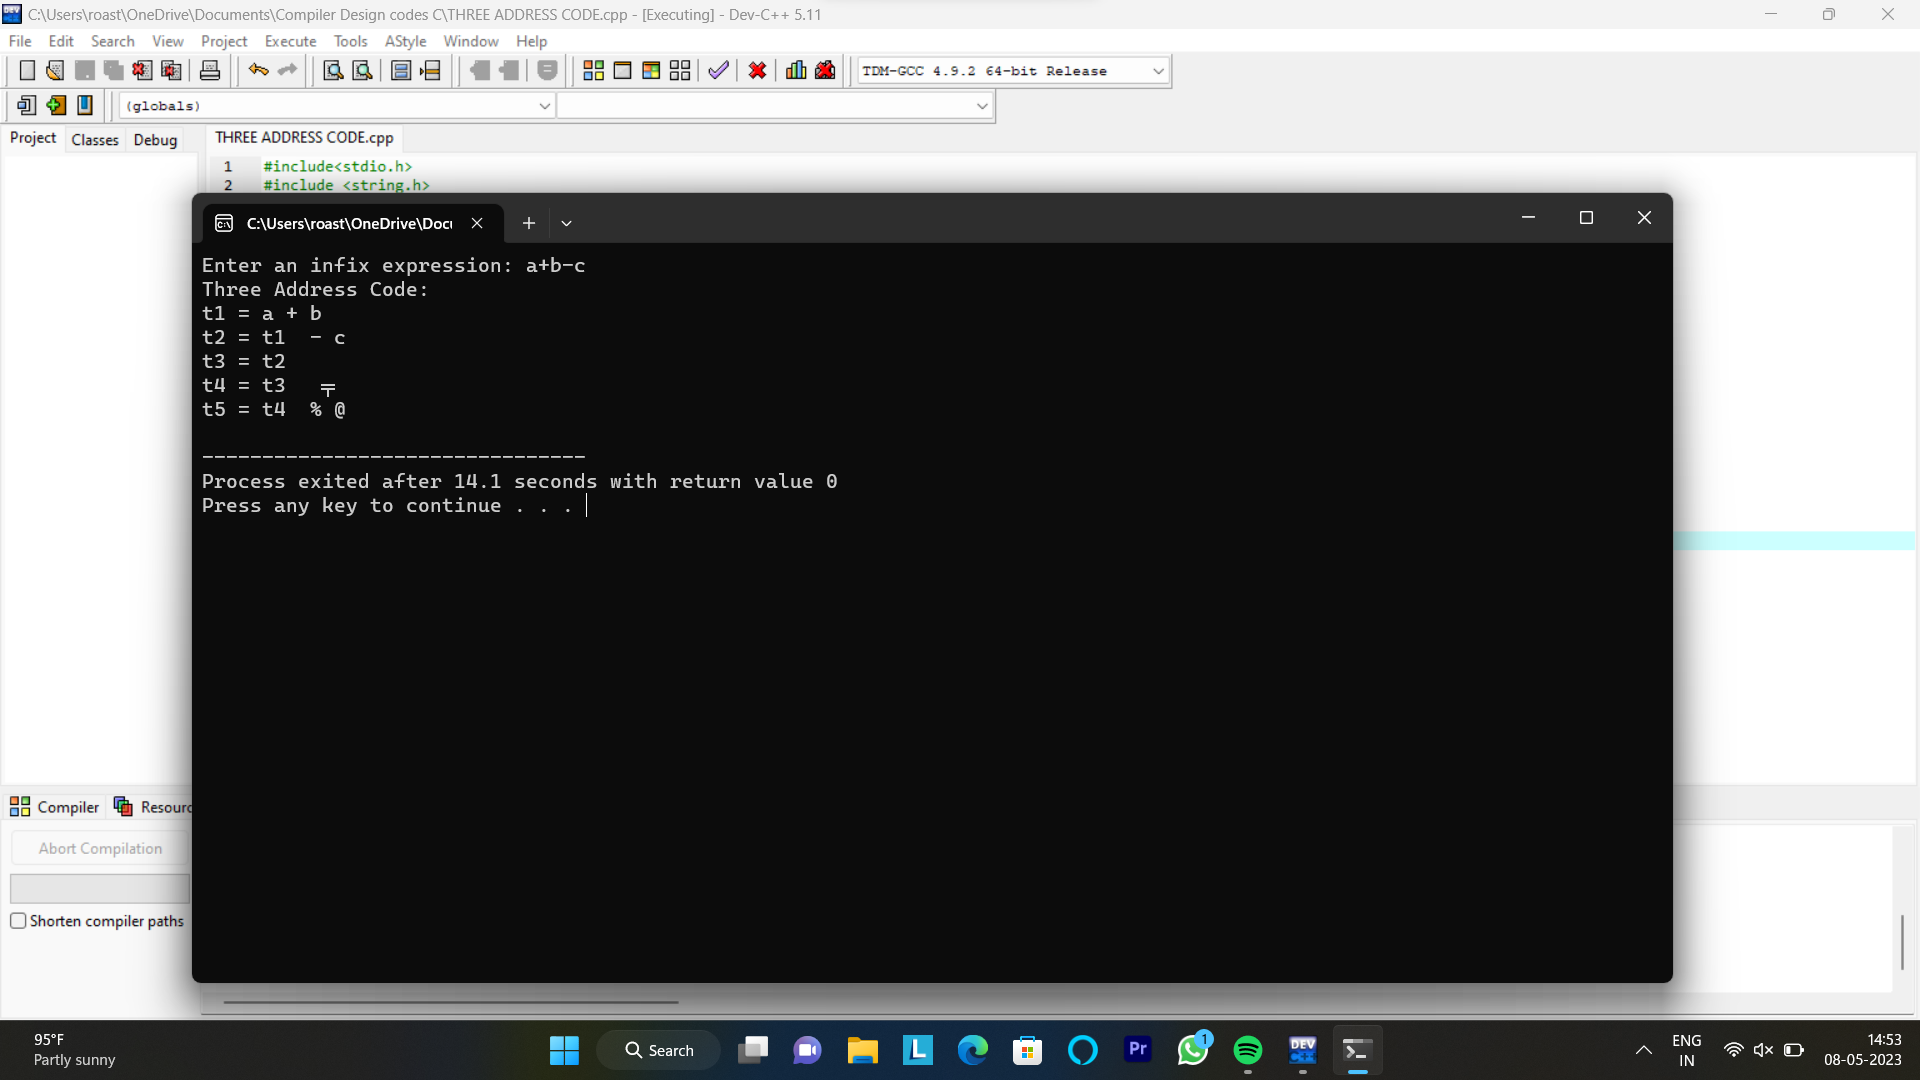 C:\Users\roast\OneDrive\Documents\Compiler Design codes C\THREE ADDRESS CODE.cpp - [Executing] - Dev-C++ 5.11
File Edit Search View Project Execute Tools AStyle Window Help
TDM-GCC 4.9.2 64-bit Release
(globals)
Project Classes Debug THREE ADDRESS CODE.cpp
1 #include<stdio.h>
2 #include <string.h>
C:\Users\roast\OneDrive\Docu
Enter an infix expression: a+b-c
Three Address Code:
t1 = a + b
t2 = t1  - c
t3 = t2
t4 = t3   ╤
t5 = t4  % @
--------------------------------
Process exited after 14.1 seconds with return value 0
Press any key to continue . . .
Compiler Resourc
Abort Compilation
Shorten compiler paths
95°F
Partly sunny
Search
L
Pr
1
DEV
C++
ENG
IN
14:53
08-05-2023